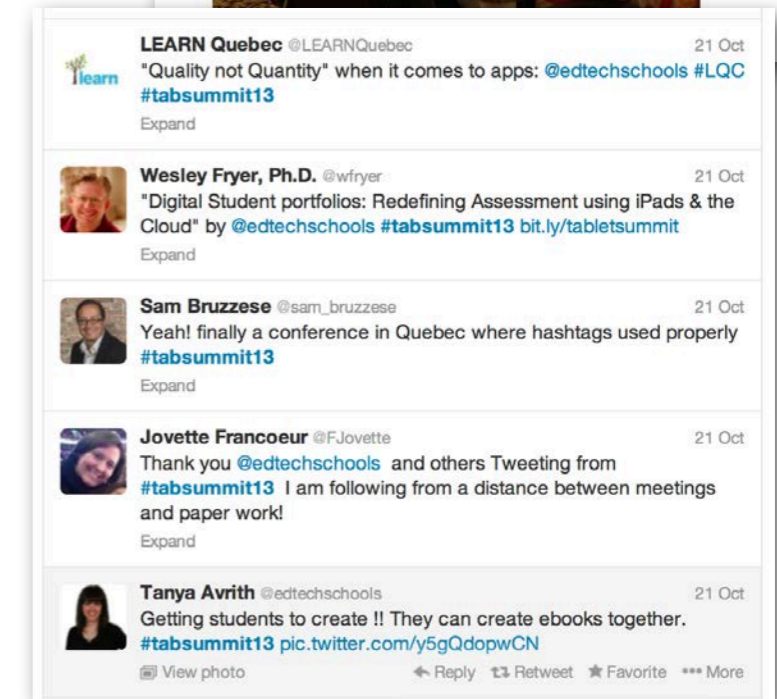 LEARN Quebec @LEARNQuebec 21 Oct
learn
"Quality not Quantity" when it comes to apps: @edtechschools #LQC
#tabsummit13
Expand
Wesley Fryer, Ph.D. @wfryer 21 Oct
"Digital Student portfolios: Redefining Assessment using iPads & the
Cloud" by @edtechschools #tabsummit13 bit.ly/tabletsummit
Expand
Sam Bruzzese @sam_bruzzese 21 Oct
Yeah! finally a conference in Quebec where hashtags used properly
#tabsummit13
Expand
Jovette Francoeur @FJovette 21 Oct
Thank you @edtechschools and others Tweeting from
#tabsummit13 I am following from a distance between meetings
and paper work!
Expand
Tanya Avrith @edtechschools 21 Oct
Getting students to create !! They can create ebooks together.
#tabsummit13 pic.twitter.com/y5gQdopwCN
View photo Reply Retweet Favorite More